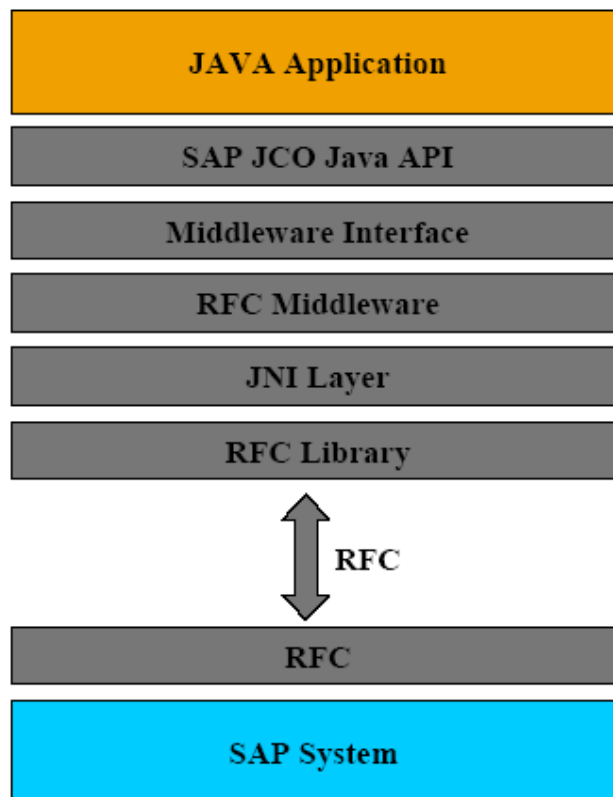 JAVA Application
SAP JCO Java API
Middleware Interface
RFC Middleware
JNI Layer
RFC Library
RFC
RFC
SAP System